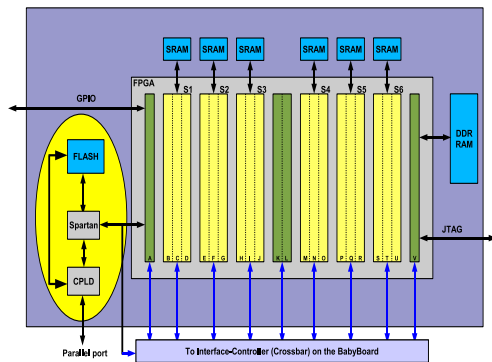 SRAM SRAM SRAM SRAM SRAM SRAM
FPGA S1 S2 S3 S4 S5 S6
GPIO
DDR
RAM
FLASH
Spartan
JTAG
A B C D E F G H I J K L M N O P Q R S T U V
CPLD
Parallel port
To Interface-Controller (Crossbar) on the BabyBoard